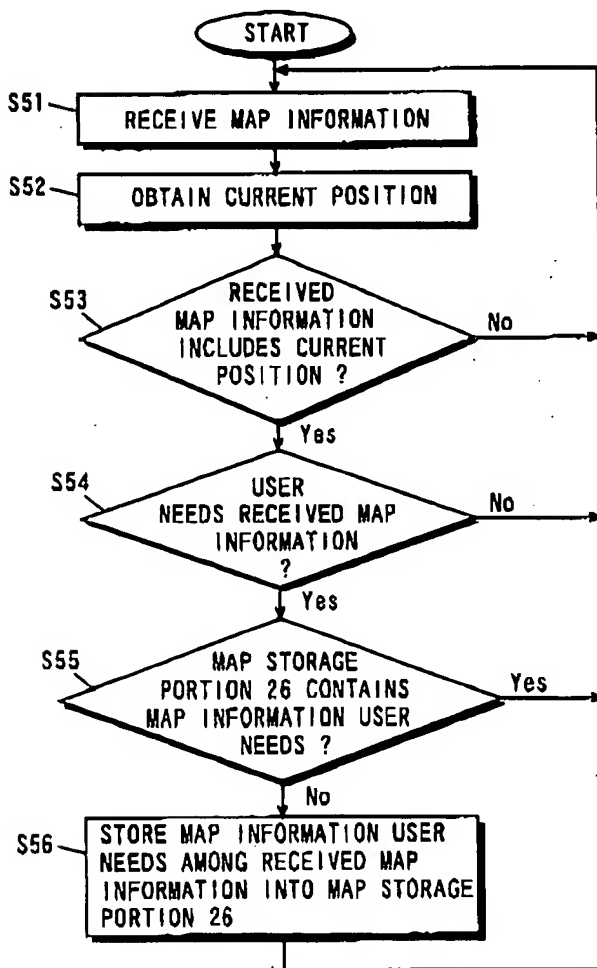 START
S51
RECEIVE MAP INFORMATION
S52
OBTAIN CURRENT POSITION
S53
RECEIVED
MAP INFORMATION
INCLUDES CURRENT
POSITION ?
No
Yes
S54
USER
NEEDS RECEIVED MAP
INFORMATION
?
No
Yes
S55
MAP STORAGE
PORTION 26 CONTAINS
MAP INFORMATION USER
NEEDS ?
Yes
No
S56
STORE MAP INFORMATION USER
NEEDS AMONG RECEIVED MAP
INFORMATION INTO MAP STORAGE
PORTION 26